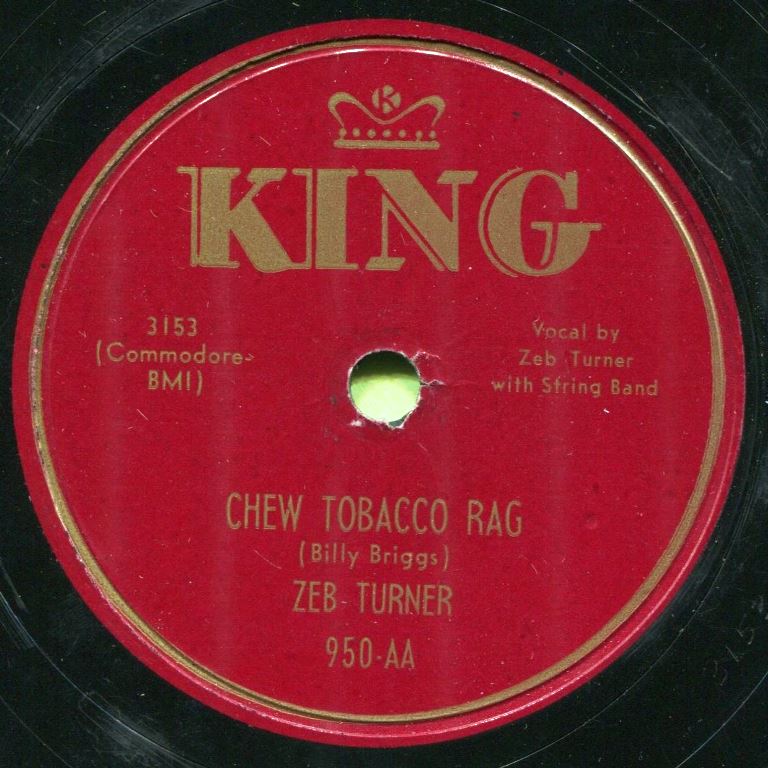 K
KING
3153
(Commodore-
BMI)
Vocal by
Zeb Turner
with String Band
CHEW TOBACCO RAG
(Billy Briggs)
ZEB TURNER
950-AA